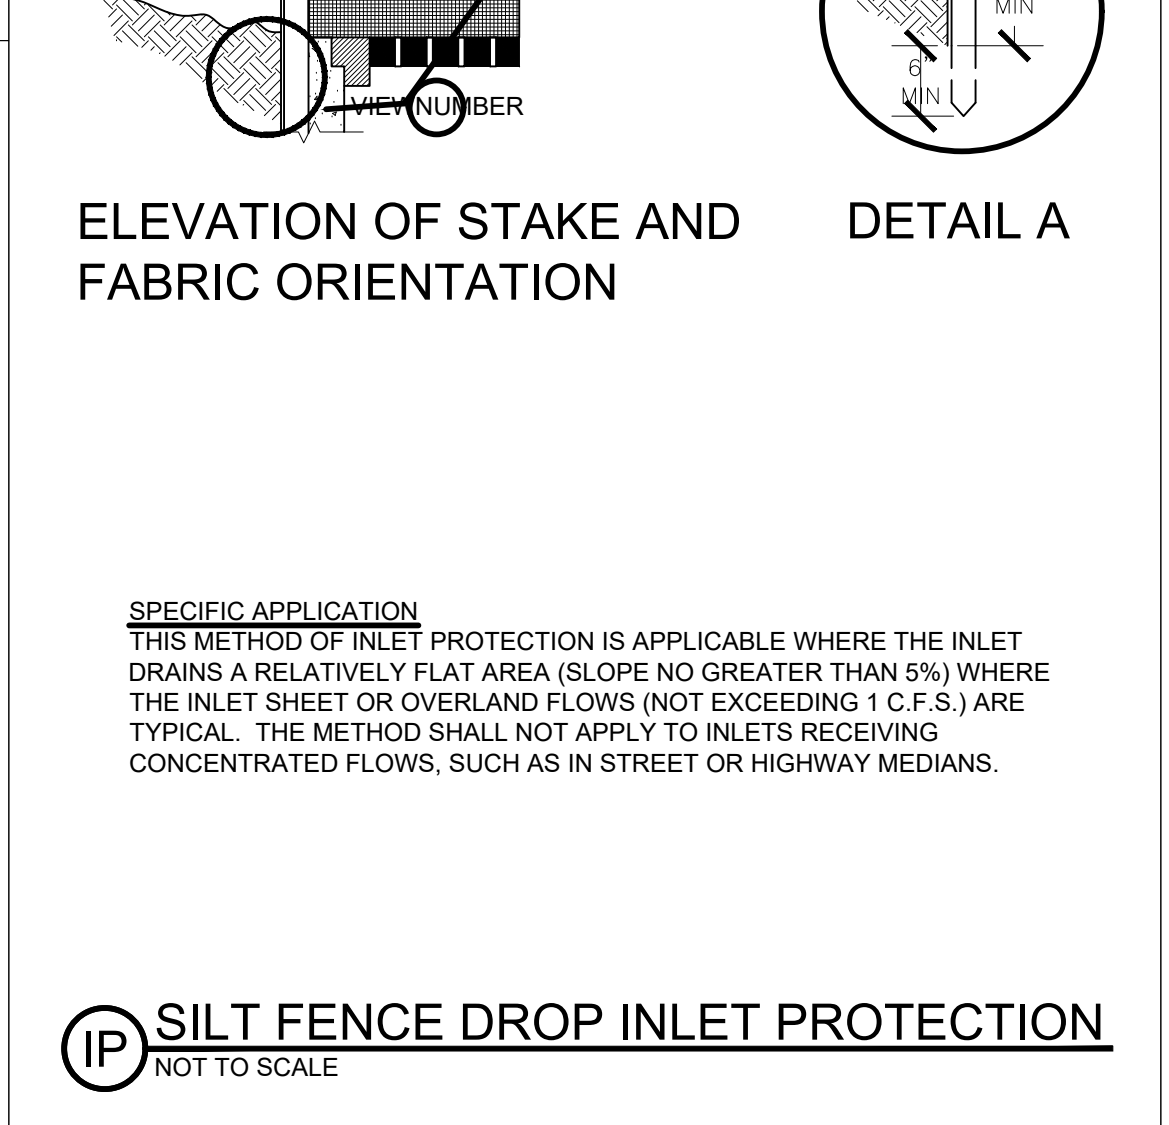 MIN
6"
MIN
VIEWNUMBER
ELEVATION OF STAKE AND
FABRIC ORIENTATION
DETAIL A
SPECIFIC APPLICATION
THIS METHOD OF INLET PROTECTION IS APPLICABLE WHERE THE INLET
DRAINS A RELATIVELY FLAT AREA (SLOPE NO GREATER THAN 5%) WHERE
THE INLET SHEET OR OVERLAND FLOWS (NOT EXCEEDING 1 C.F.S.) ARE
TYPICAL.  THE METHOD SHALL NOT APPLY TO INLETS RECEIVING
CONCENTRATED FLOWS, SUCH AS IN STREET OR HIGHWAY MEDIANS.
IP
SILT FENCE DROP INLET PROTECTION
NOT TO SCALE